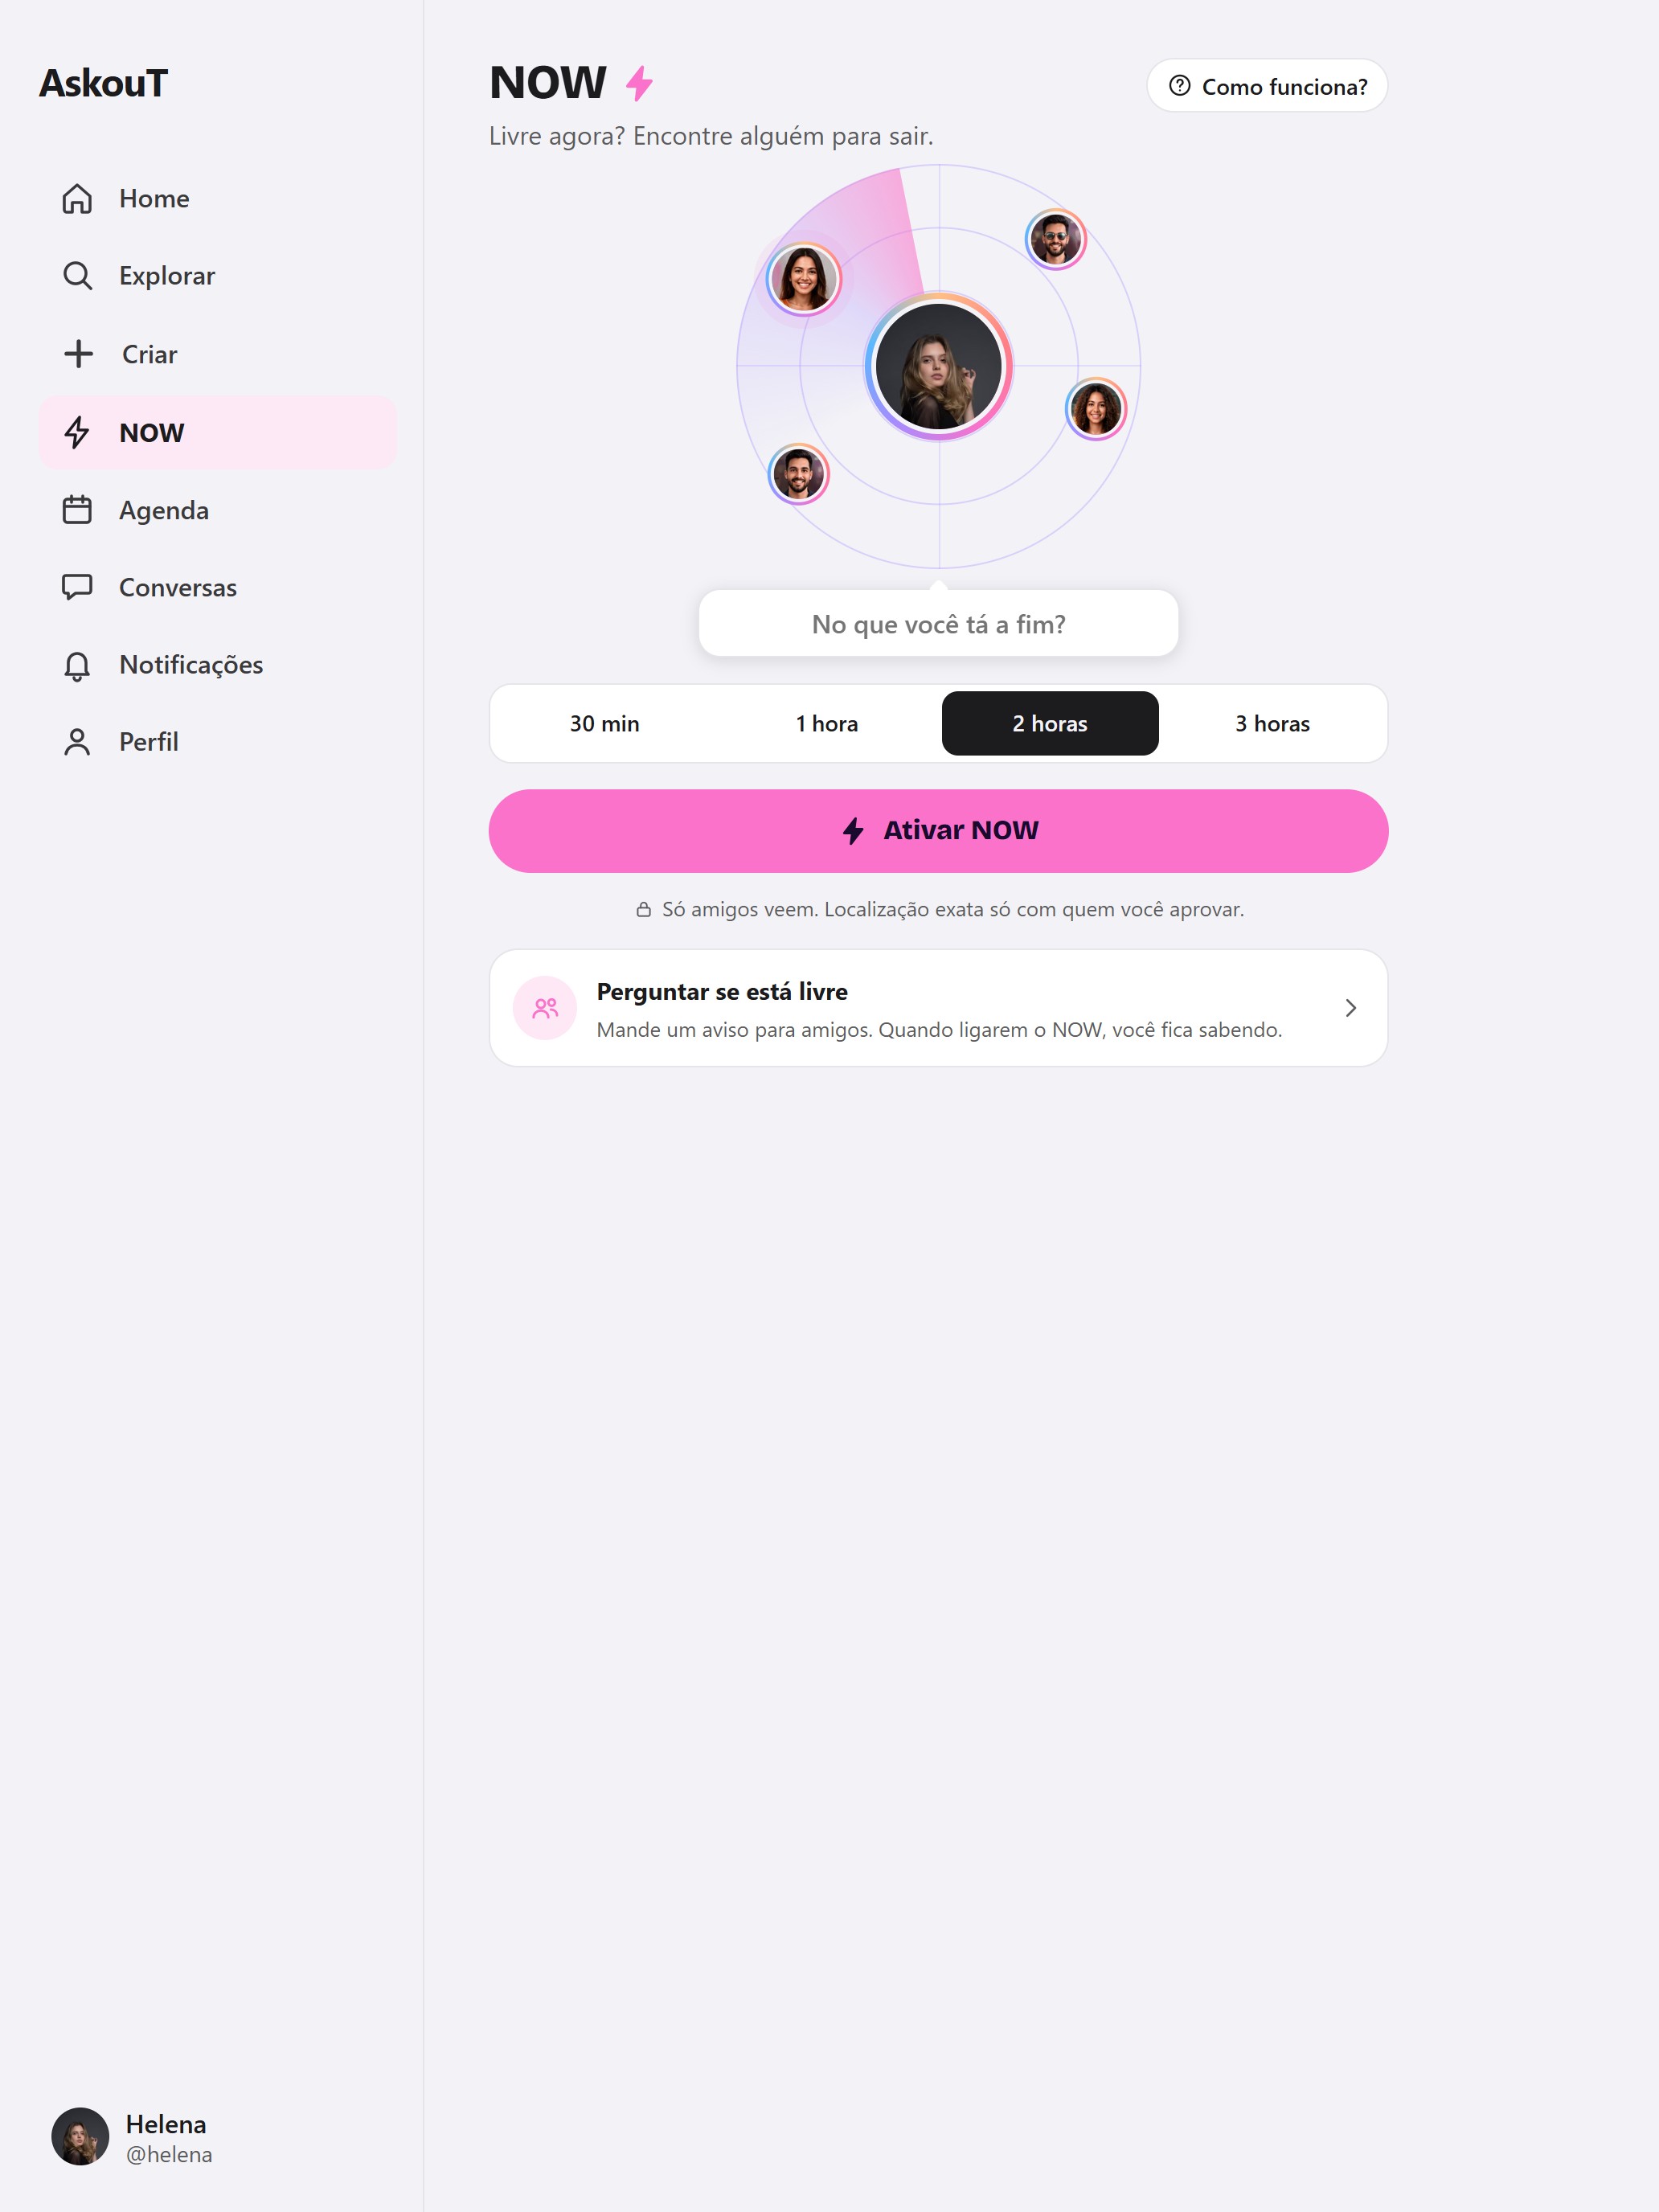 AskouT
Home
Explorar
Criar
NOW
Agenda
Conversas
Notificações
Perfil
Helena
@helena
NOW
Como funciona?
Livre agora? Encontre alguém para sair.
No que você tá a fim?
30 min
1 hora
2 horas
3 horas
Ativar NOW
Só amigos veem. Localização exata só com quem você aprovar.
Perguntar se está livre
Mande um aviso para amigos. Quando ligarem o NOW, você fica sabendo.